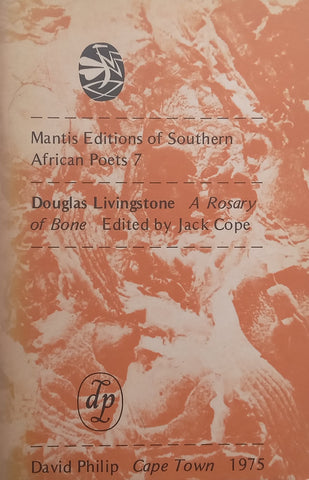 Mantis Editions of Southern
African Poets 7
Douglas Livingstone A Rosary
of Bone Edited by Jack Cope
dp
David Philip Cape Town 1975